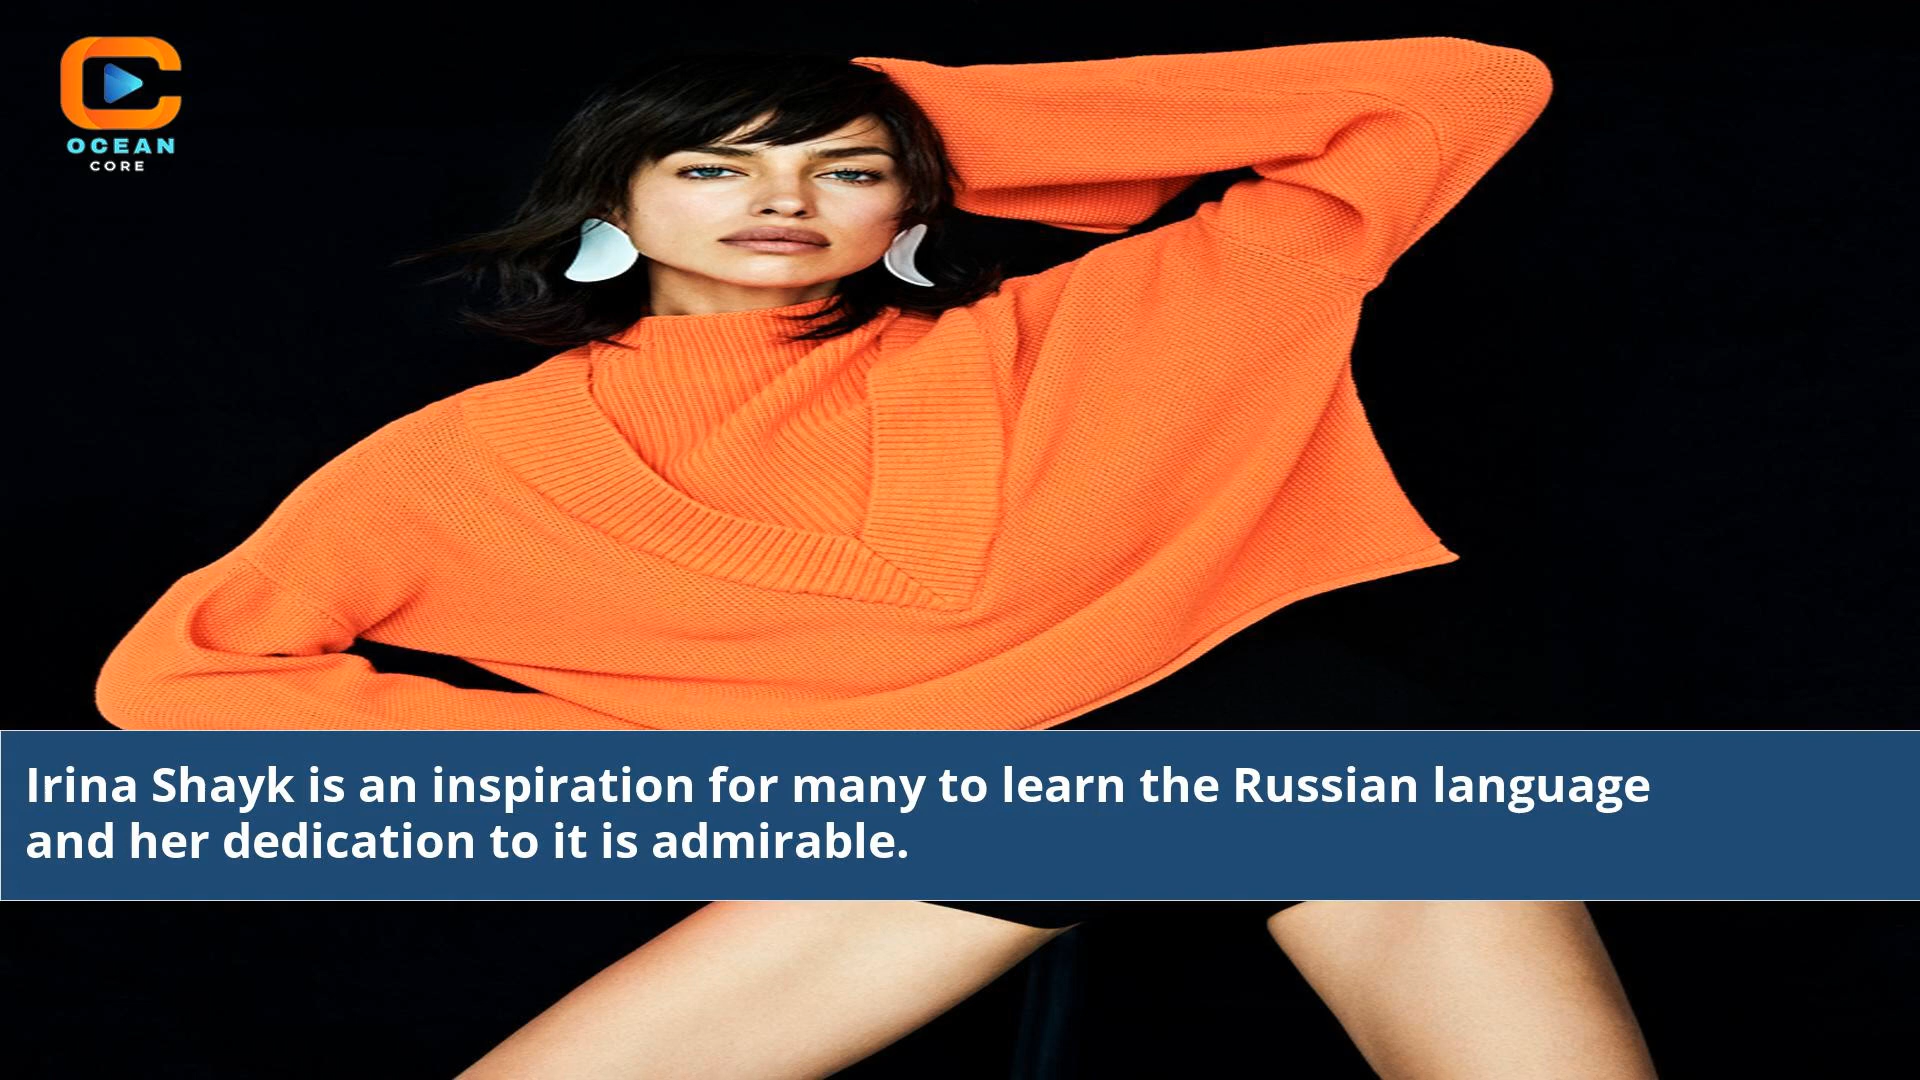 OCEAN
CORE
Irina Shayk is an inspiration for many to learn the Russian language
and her dedication to it is admirable.